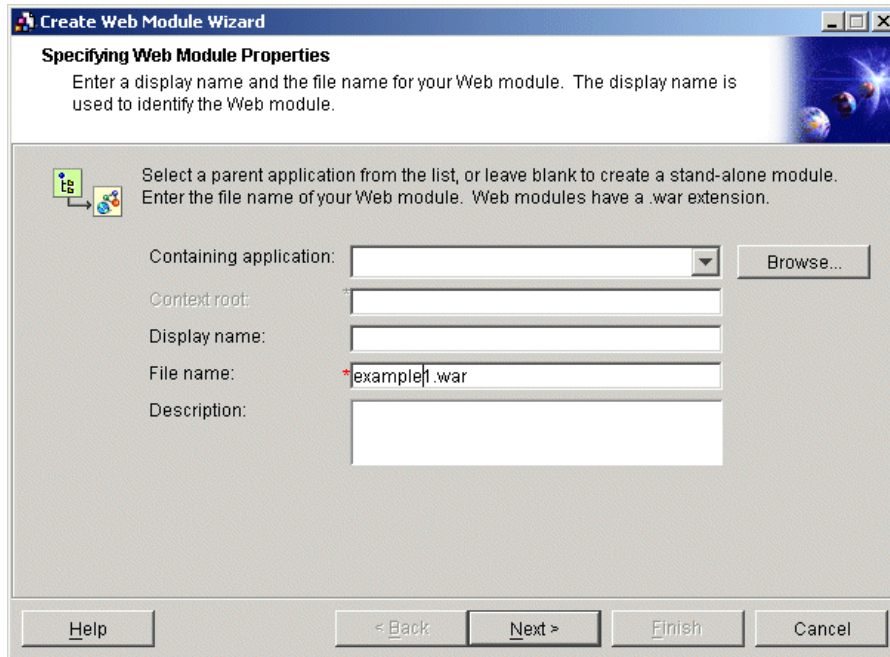 Create Web Module Wizard
Specifying Web Module Properties
Enter a display name and the file name for your Web module. The display name is
used to identify the Web module.
Select a parent application from the list, or leave blank to create a stand-alone module.
Enter the file name of your Web module. Web modules have a .war extension.
Containing application:
Browse...
Context root: *
Display name:
File name: * example1.war
Description:
Help
< Back
Next >
Finish
Cancel